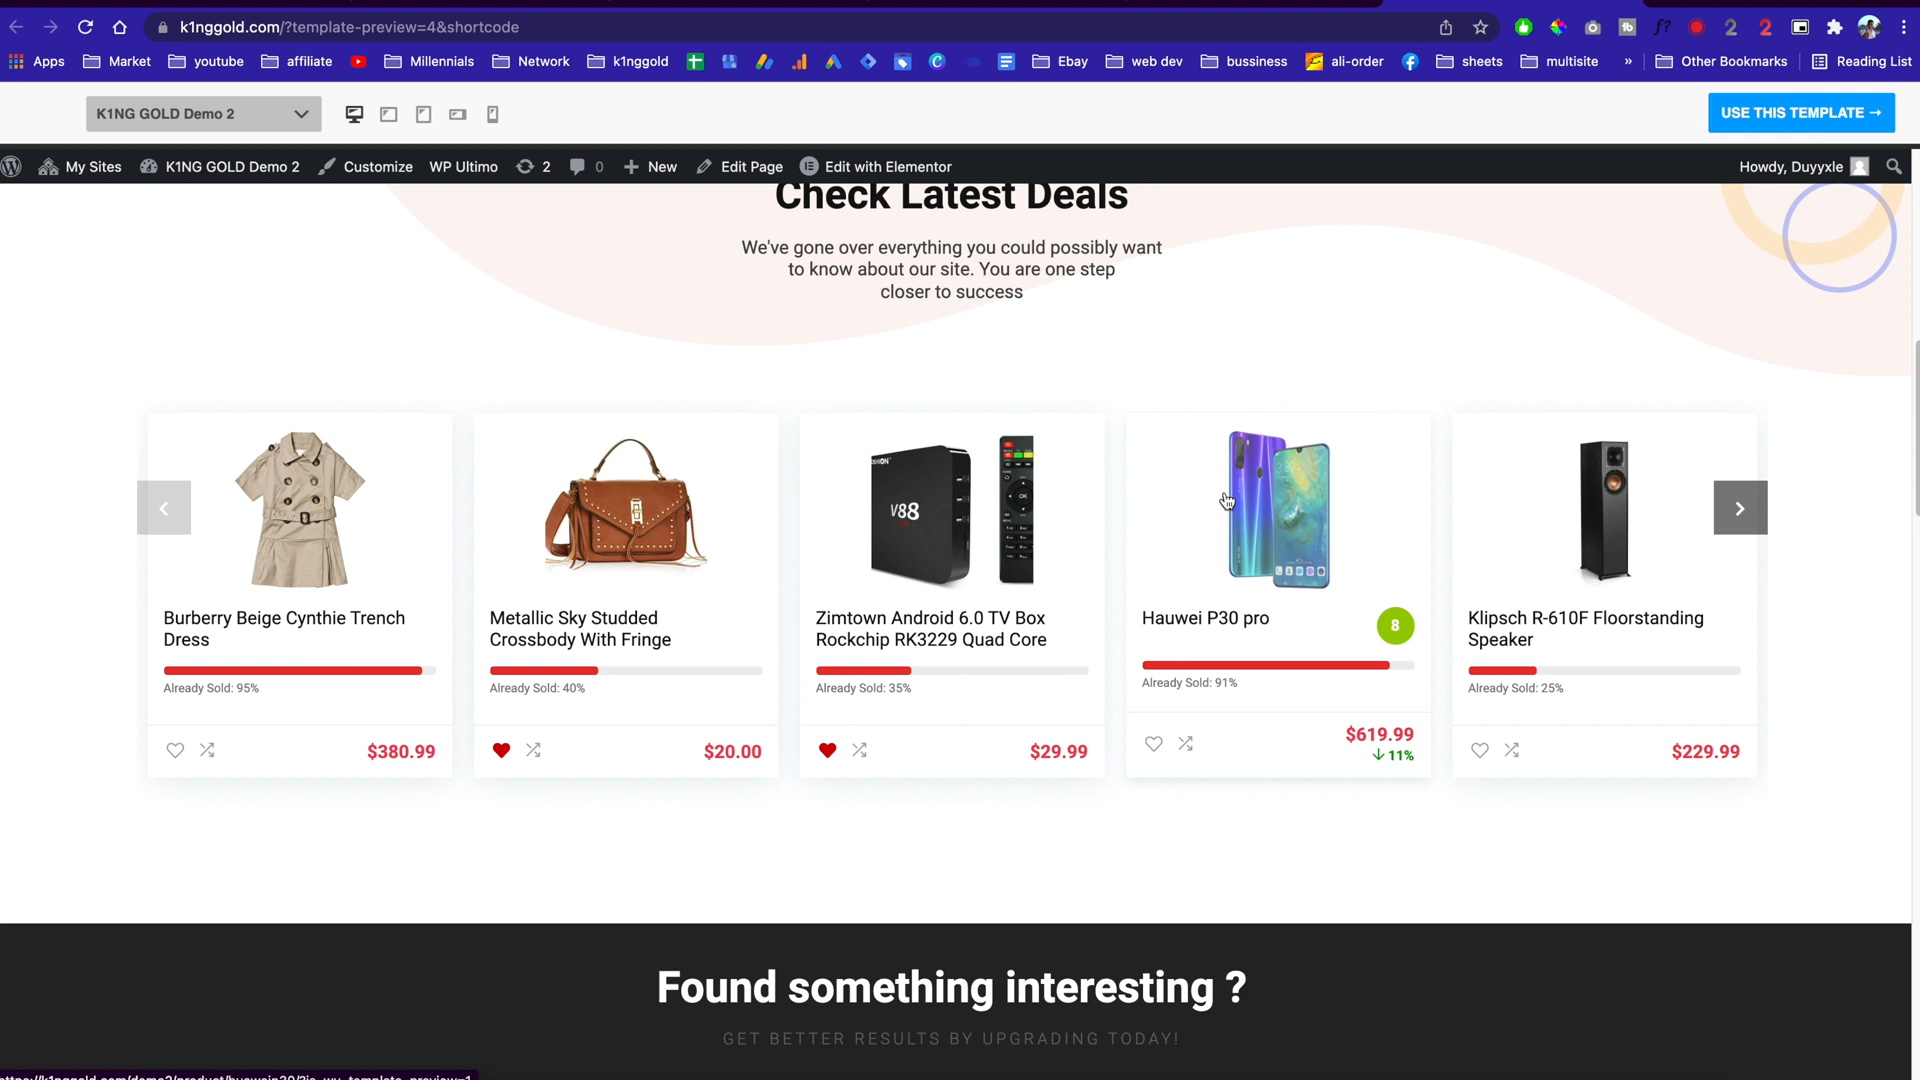 k1nggold.com/?template-preview=4&shortcode
Apps Market youtube affiliate Millennials Network k1nggold Ebay web dev bussiness ali-order sheets multisite » Other Bookmarks Reading List
K1NG GOLD Demo 2
USE THIS TEMPLATE →
My Sites K1NG GOLD Demo 2 Customize WP Ultimo 2 0 New Edit Page Edit with Elementor Howdy, Duyyxle
Check Latest Deals
We've gone over everything you could possibly want
to know about our site. You are one step
closer to success
V88
OK
Burberry Beige Cynthie Trench
Dress
Already Sold: 95%
$380.99
Metallic Sky Studded
Crossbody With Fringe
Already Sold: 40%
$20.00
Zimtown Android 6.0 TV Box
Rockchip RK3229 Quad Core
Already Sold: 35%
$29.99
Hauwei P30 pro
8
Already Sold: 91%
$619.99
↓ 11%
Klipsch R-610F Floorstanding
Speaker
Already Sold: 25%
$229.99
Found something interesting ?
GET BETTER RESULTS BY UPGRADING TODAY!